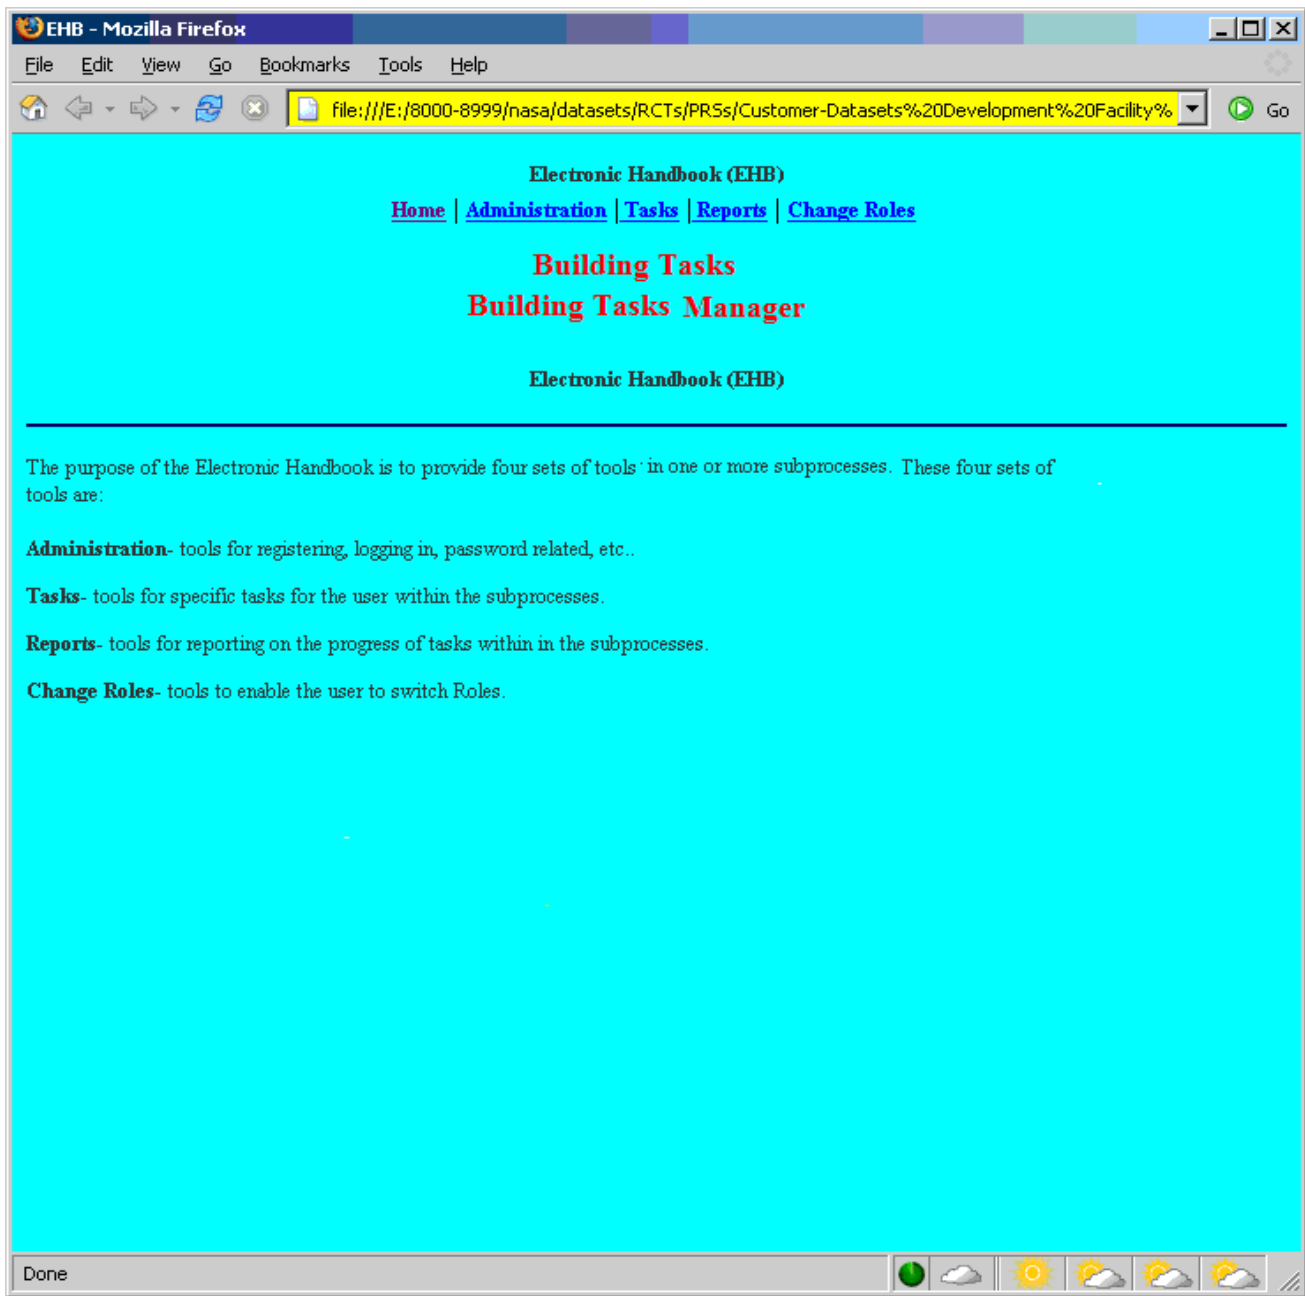 EHB - Mozilla Firefox
File Edit View Go Bookmarks Tools Help
file:///E:/8000-8999/nasa/datasets/RCTs/PRSs/Customer-Datasets%20Development%20Facility% Go
Electronic Handbook (EHB)
Home | Administration | Tasks | Reports | Change Roles
Building Tasks
Building Tasks Manager
Electronic Handbook (EHB)
The purpose of the Electronic Handbook is to provide four sets of tools in one or more subprocesses. These four sets of
tools are:
Administration- tools for registering, logging in, password related, etc..
Tasks- tools for specific tasks for the user within the subprocesses.
Reports- tools for reporting on the progress of tasks within in the subprocesses.
Change Roles- tools to enable the user to switch Roles.
Done